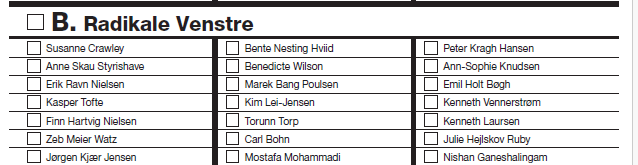 B. Radikale Venstre
Susanne Crawley
Anne Skau Styrishave
Erik Ravn Nielsen
Kasper Tofte
Finn Hartvig Nielsen
Zeb Meier Watz
Jørgen Kjær Jensen
Bente Nesting Hviid
Benedicte Wilson
Marek Bang Poulsen
Kim Lei-Jensen
Torunn Torp
Carl Bohn
Mostafa Mohammadi
Peter Kragh Hansen
Ann-Sophie Knudsen
Emil Holt Bøgh
Kenneth Vennerstrøm
Kenneth Laursen
Julie Hejlskov Ruby
Nishan Ganeshalingam